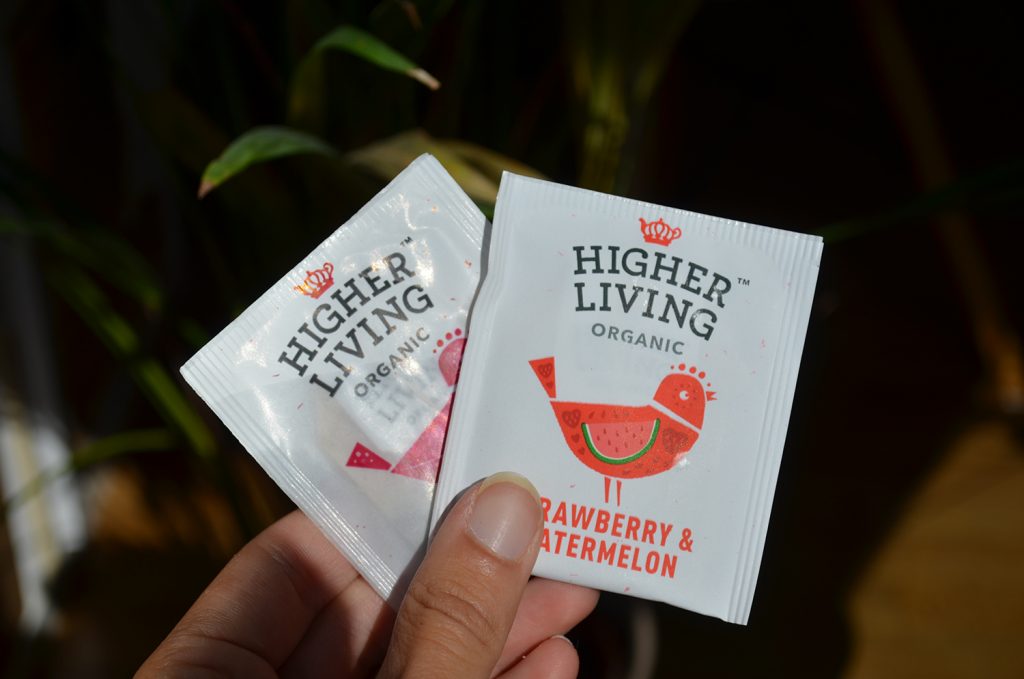 HIGHER™
LIVING
ORGANIC
HIGHER™
LIVING
ORGANIC
RAWBERRY &
ATERMELON